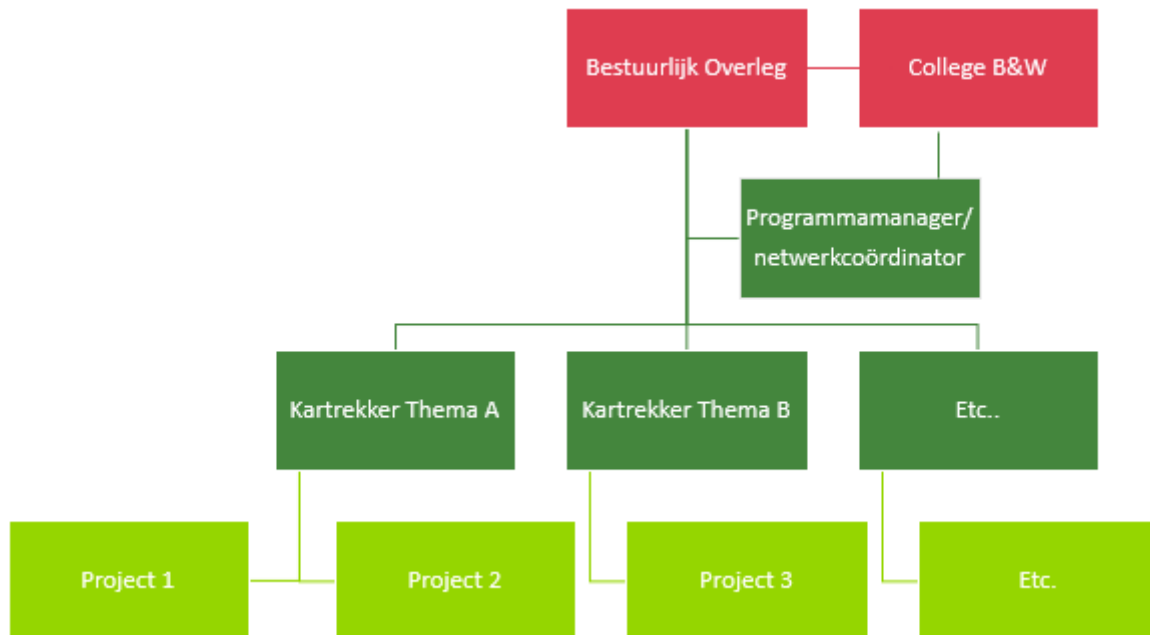 Bestuurlijk Overleg
College B&W
Programmamanager/
netwerkcoördinator
Kartrekker Thema A
Kartrekker Thema B
Etc..
Project 1
Project 2
Project 3
Etc.